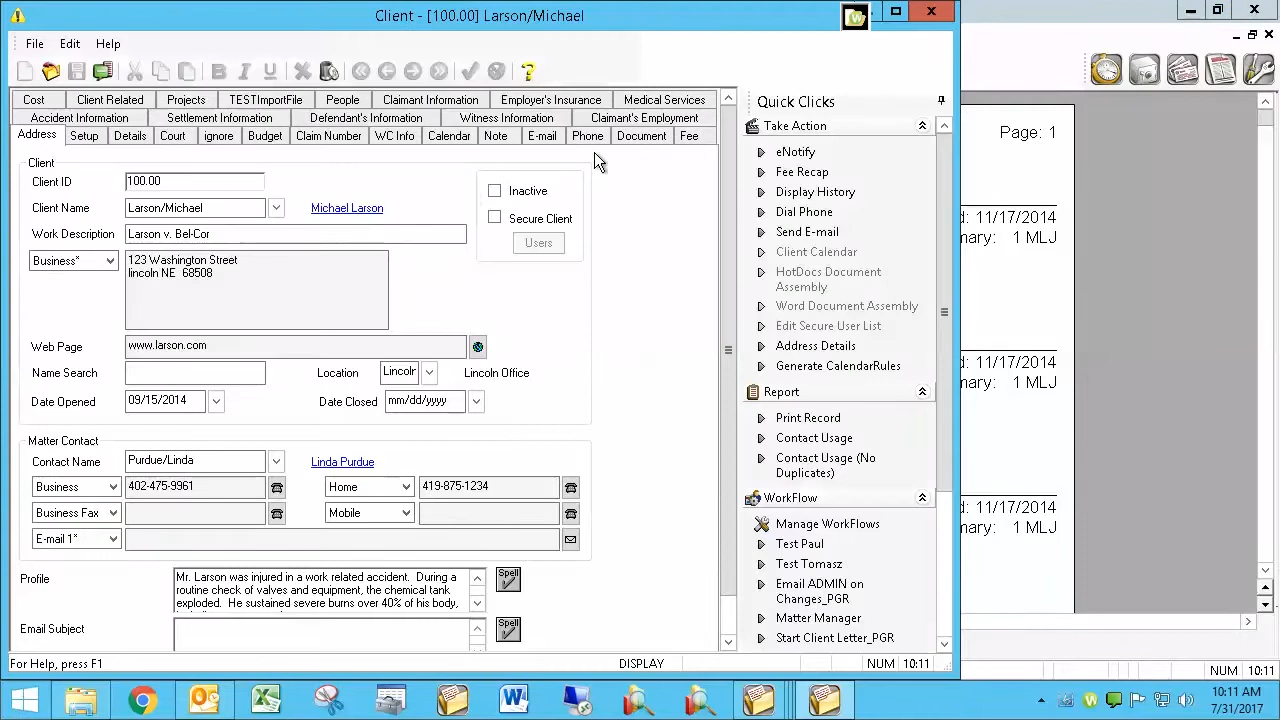 Client - [100.00] Larson/Michael
File Edit Help
Client Related Projects TESTImportFile People Claimant Information Employer's Insurance Medical Services
Accident Information Settlement Information Defendant's Information Witness Information Claimant's Employment
Address Setup Details Court ignore Budget Claim Number WC Info Calendar Note E-mail Phone Document Fee
Client
Client ID 100.00
Inactive
Client Name Larson/Michael Michael Larson
Secure Client
Work Description Larson v. Bel-Cor
Users
Business* 123 Washington Street
lincoln NE 68508
Web Page www.larson.com
Name Search Location Lincoln Lincoln Office
Date Opened 09/15/2014 Date Closed mm/dd/yyyy
Matter Contact
Contact Name Purdue/Linda Linda Purdue
Business 402-475-9961 Home 419-875-1234
Business Fax Mobile
E-mail 1*
Profile Mr. Larson was injured in a work related accident. During a
routine check of valves and equipment, the chemical tank
exploded. He sustained severe burns over 40% of his body,
Spell
Email Subject
Spell
For Help, press F1 DISPLAY NUM 10:11
Quick Clicks
Take Action
eNotify
Fee Recap
Display History
Dial Phone
Send E-mail
Client Calendar
HotDocs Document
Assembly
Word Document Assembly
Edit Secure User List
Address Details
Generate CalendarRules
Report
Print Record
Contact Usage
Contact Usage (No
Duplicates)
WorkFlow
Manage WorkFlows
Test Paul
Test Tomasz
Email ADMIN on
Changes_PGR
Matter Manager
Start Client Letter_PGR
Page: 1
d: 11/17/2014
mary: 1 MLJ
d: 11/17/2014
mary: 1 MLJ
d: 11/17/2014
mary: 1 MLJ
NUM 10:11
10:11 AM
7/31/2017